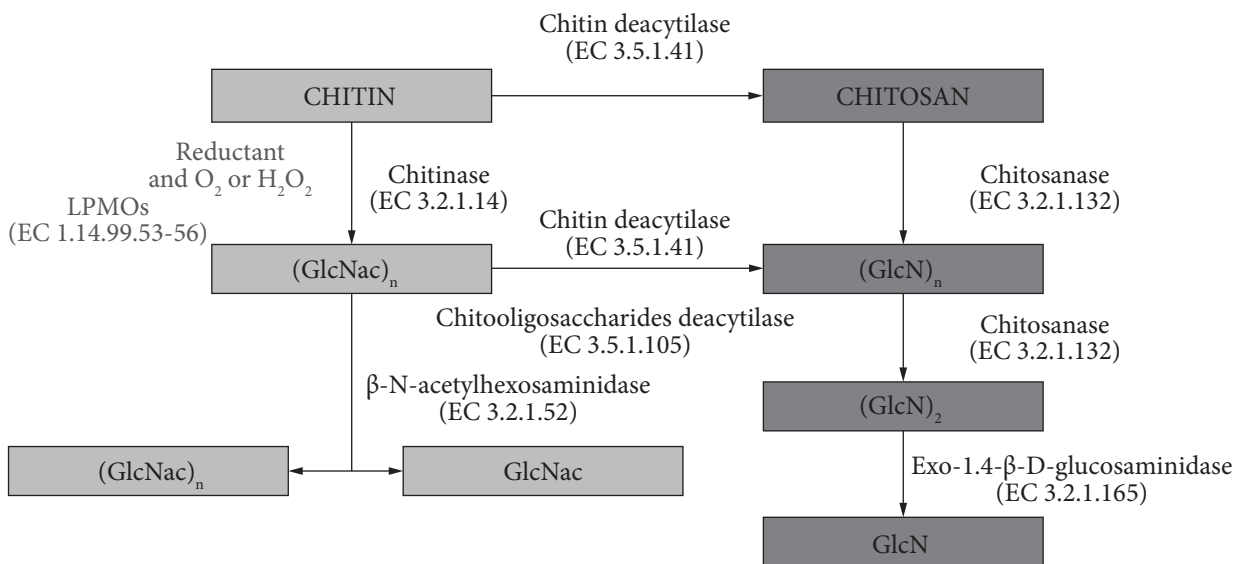 Chitin deacytilase
(EC 3.5.1.41)
CHITIN
CHITOSAN
Reductant
and O₂ or H₂O₂
LPMOs
(EC 1.14.99.53-56)
Chitinase
(EC 3.2.1.14)
Chitosanase
(EC 3.2.1.132)
Chitin deacytilase
(EC 3.5.1.41)
(GlcNac)ₙ
(GlcN)ₙ
Chitooligosaccharides deacytilase
(EC 3.5.1.105)
Chitosanase
(EC 3.2.1.132)
β-N-acetylhexosaminidase
(EC 3.2.1.52)
(GlcN)₂
(GlcNac)ₙ
GlcNac
Exo-1.4-β-D-glucosaminidase
(EC 3.2.1.165)
GlcN